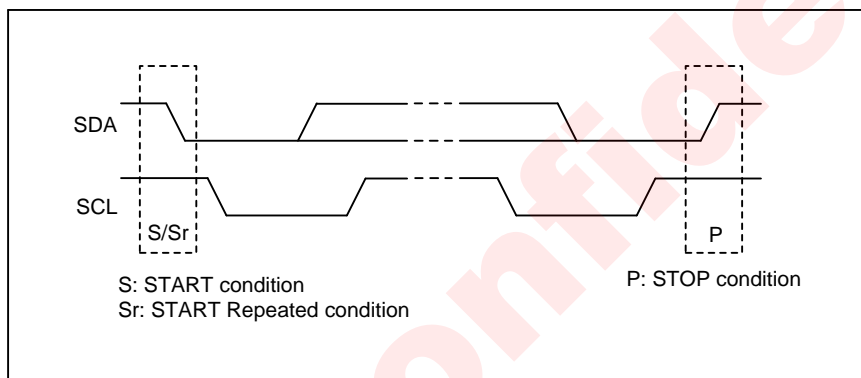 SDA
SCL
S/Sr
P
S: START condition
Sr: START Repeated condition
P: STOP condition